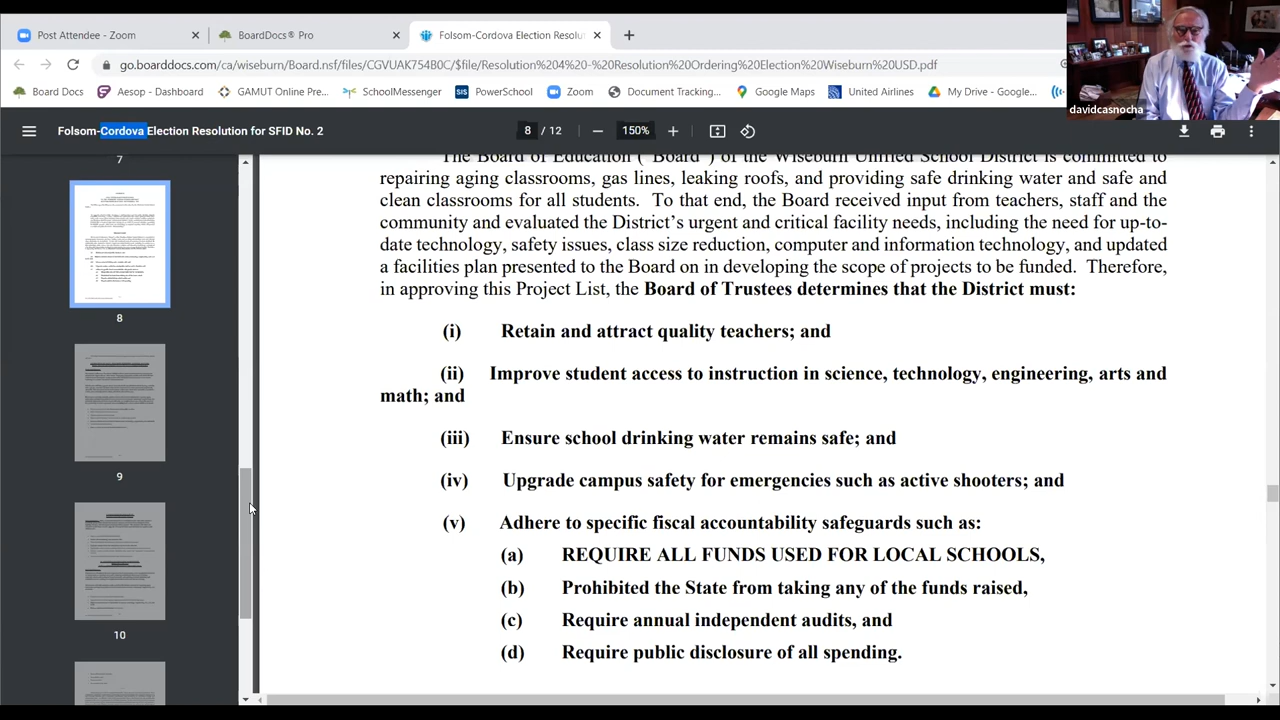 Post Attendee - Zoom
BoardDocs® Pro
Folsom-Cordova Election Resolu
go.boarddocs.com/ca/wiseburn/Board.nsf/files/
$file/Resolution%204%20-%20Resolution%20Ordering%20Election%20Wiseburn%20USD.pdf
Board Docs
Aesop - Dashboard
GAMUT Online Pre...
SchoolMessenger
SIS PowerSchool
Zoom
Document Tracking...
Google Maps
United Airlines
My Drive - Google...
davidcasnocha
Folsom-Cordova Election Resolution for SFID No. 2
8 / 12
150%
7
8
9
10
The Board of Education ("Board") of the Wiseburn Unified School District is committed to
repairing aging classrooms, gas lines, leaking roofs, and providing safe drinking water and safe and
clean classrooms for all students. To that end, the Board received input from teachers, staff and the
community and evaluated the District's urgent and critical facility needs, including the need for up-to-
date technology, safety issues, class size reduction, computer and information technology, and updated
a facilities plan presented to the Board on in developing the scope of projects to be funded. Therefore,
in approving this Project List, the Board of Trustees determines that the District must:
(i) Retain and attract quality teachers; and
(ii) Improve student access to instruction in science, technology, engineering, arts and
math; and
(iii) Ensure school drinking water remains safe; and
(iv) Upgrade campus safety for emergencies such as active shooters; and
(v) Adhere to specific fiscal accountability safeguards such as:
(a) REQUIRE ALL FUNDS USED FOR LOCAL SCHOOLS,
(b) Prohibited the State from taking any of the funds raised,
(c) Require annual independent audits, and
(d) Require public disclosure of all spending.